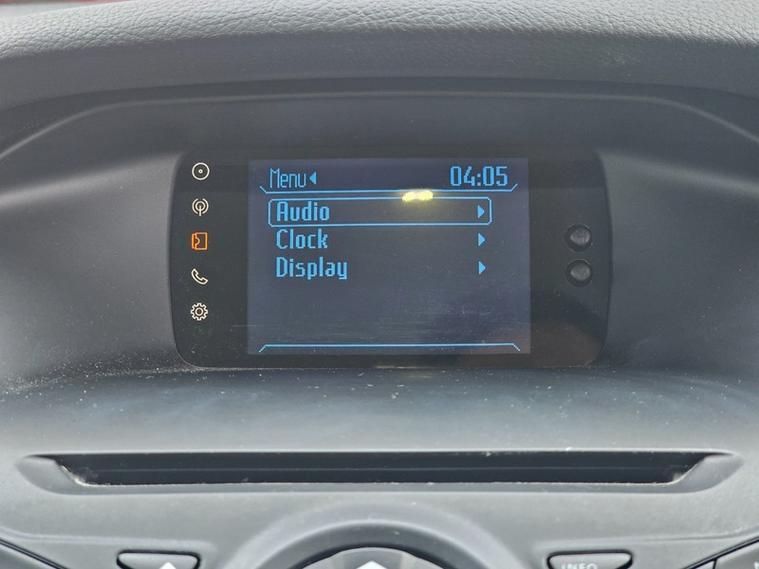 Menu 04:05
Audio
Clock
Display
INFO